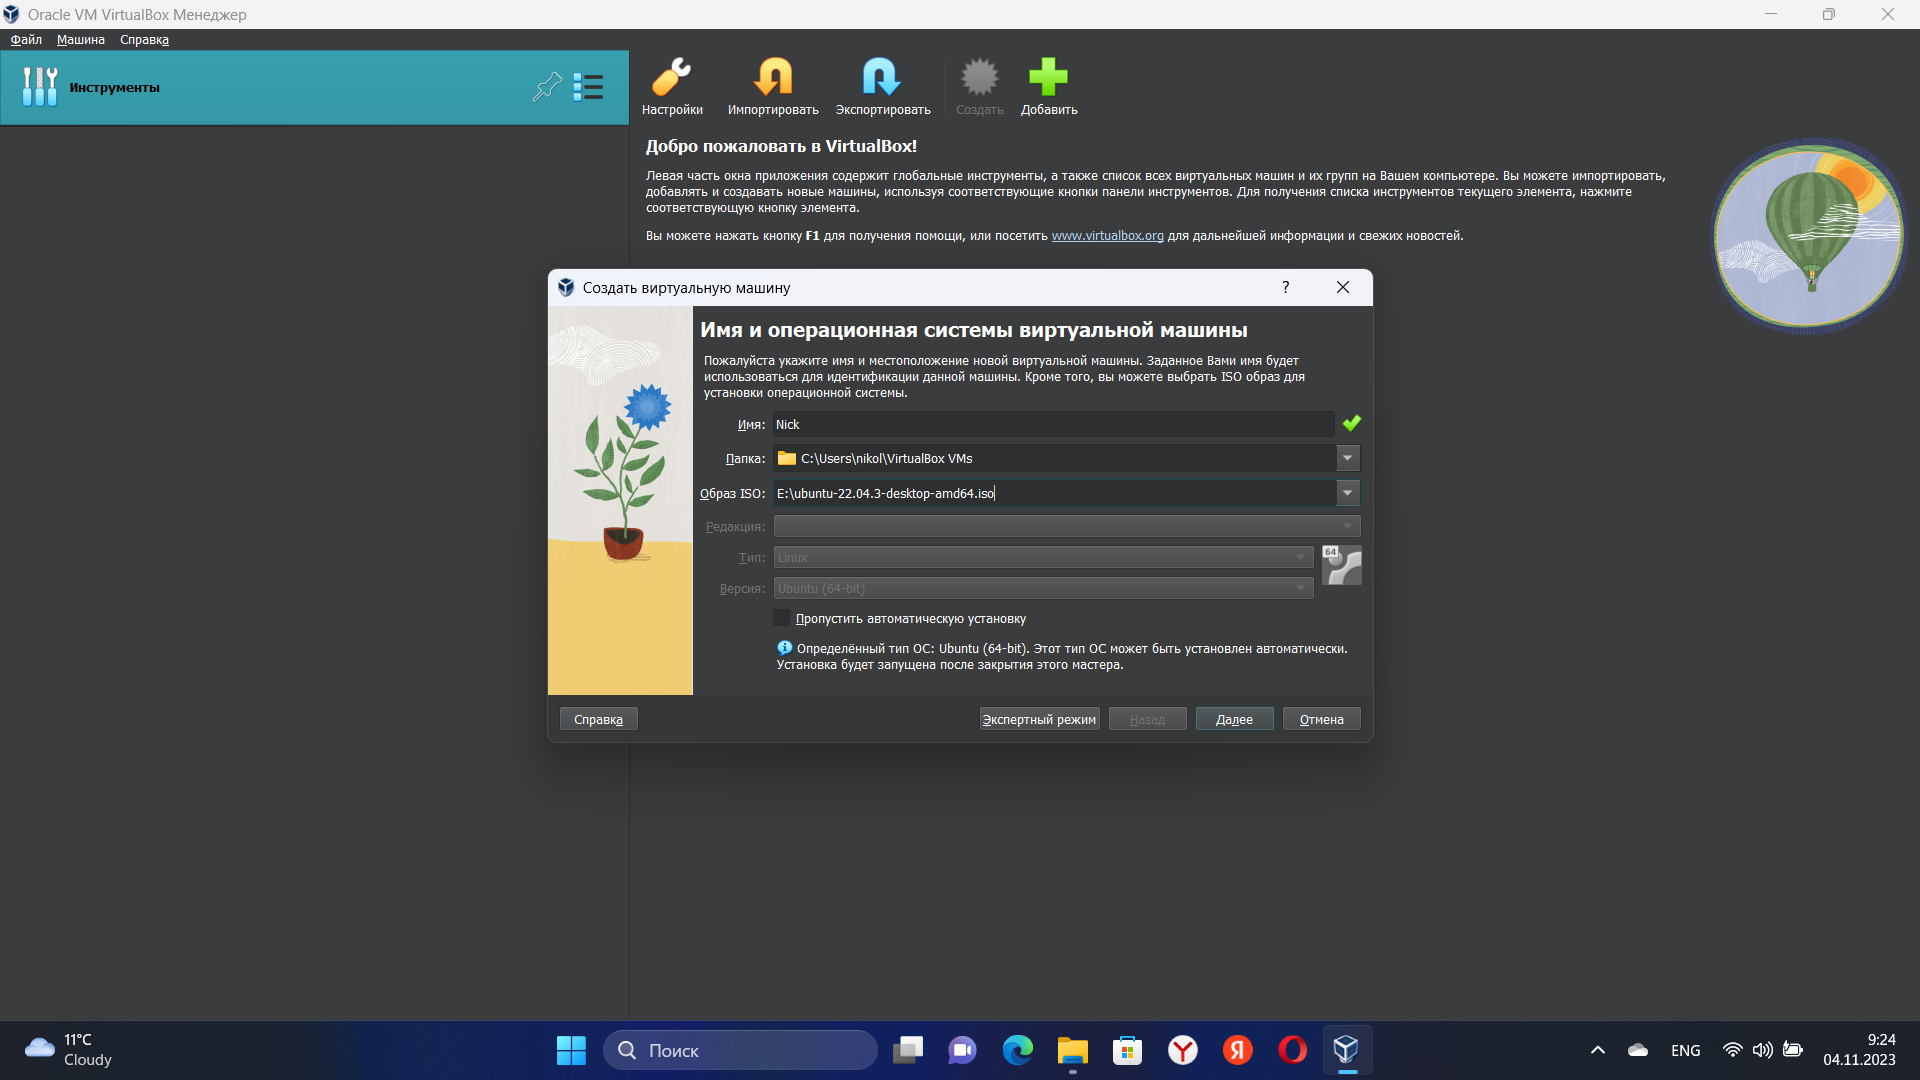 Oracle VM VirtualBox Менеджер
Файл Машина Справка
Инструменты
Настройки Импортировать Экспортировать Создать Добавить
Добро пожаловать в VirtualBox!
Левая часть окна приложения содержит глобальные инструменты, а также список всех виртуальных машин и их групп на Вашем компьютере. Вы можете импортировать,
добавлять и создавать новые машины, используя соответствующие кнопки панели инструментов. Для получения списка инструментов текущего элемента, нажмите
соответствующую кнопку элемента.
Вы можете нажать кнопку F1 для получения помощи, или посетить www.virtualbox.org для дальнейшей информации и свежих новостей.
Создать виртуальную машину
?
Имя и операционная системы виртуальной машины
Пожалуйста укажите имя и местоположение новой виртуальной машины. Заданное Вами имя будет
использоваться для идентификации данной машины. Кроме того, вы можете выбрать ISO образ для
установки операционной системы.
Имя: Nick
Папка: C:\Users\nikol\VirtualBox VMs
Образ ISO: E:\ubuntu-22.04.3-desktop-amd64.iso
Редакция:
Тип: Linux
64
Версия: Ubuntu (64-bit)
Пропустить автоматическую установку
Определённый тип ОС: Ubuntu (64-bit). Этот тип ОС может быть установлен автоматически.
Установка будет запущена после закрытия этого мастера.
Справка Экспертный режим Назад Далее Отмена
11°C
Cloudy
Поиск
Я
ENG
9:24
04.11.2023